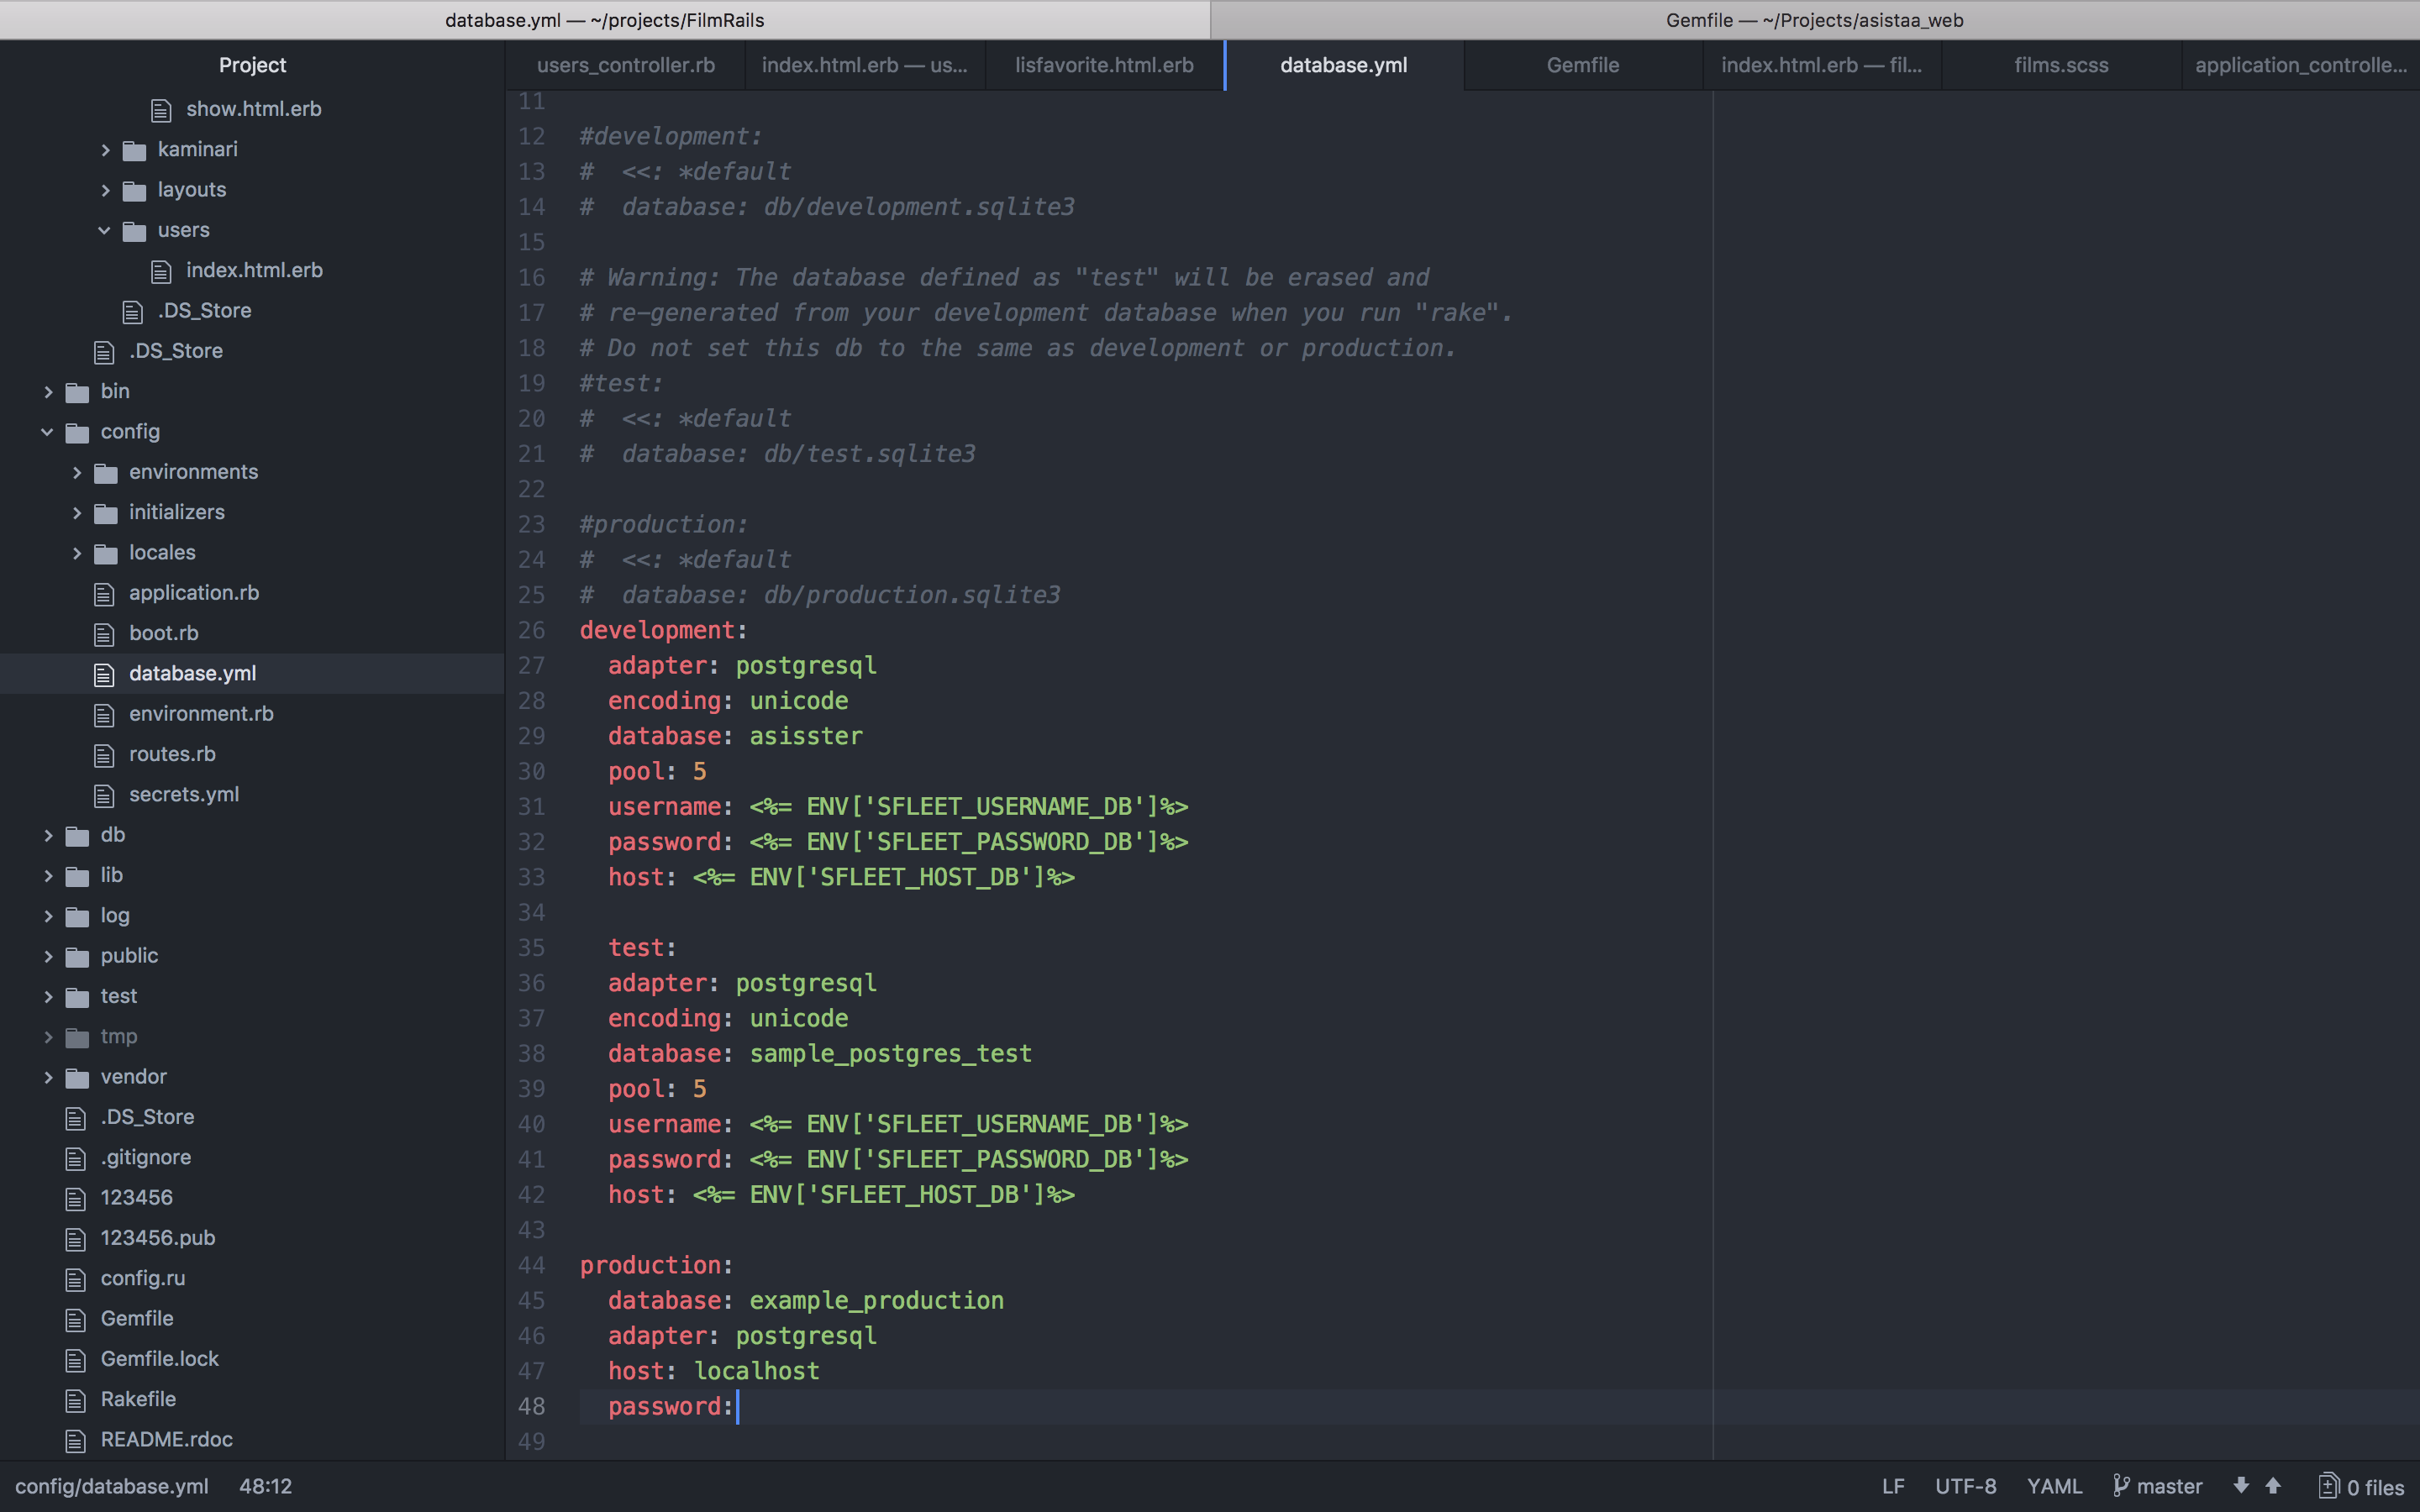 database.yml — ~/projects/FilmRails
Gemfile — ~/Projects/asistaa_web
Project
users_controller.rb
index.html.erb — us...
lisfavorite.html.erb
database.yml
Gemfile
index.html.erb — fil...
films.scss
application_controlle...
show.html.erb
kaminari
layouts
users
index.html.erb
.DS_Store
.DS_Store
bin
config
environments
initializers
locales
application.rb
boot.rb
database.yml
environment.rb
routes.rb
secrets.yml
db
lib
log
public
test
tmp
vendor
.DS_Store
.gitignore
123456
123456.pub
config.ru
Gemfile
Gemfile.lock
Rakefile
README.rdoc
11
12 #development:
13 #  <<: *default
14 #  database: db/development.sqlite3
15
16 # Warning: The database defined as "test" will be erased and
17 # re-generated from your development database when you run "rake".
18 # Do not set this db to the same as development or production.
19 #test:
20 #  <<: *default
21 #  database: db/test.sqlite3
22
23 #production:
24 #  <<: *default
25 #  database: db/production.sqlite3
26 development:
27   adapter: postgresql
28   encoding: unicode
29   database: asisster
30   pool: 5
31   username: <%= ENV['SFLEET_USERNAME_DB']%>
32   password: <%= ENV['SFLEET_PASSWORD_DB']%>
33   host: <%= ENV['SFLEET_HOST_DB']%>
34
35   test:
36   adapter: postgresql
37   encoding: unicode
38   database: sample_postgres_test
39   pool: 5
40   username: <%= ENV['SFLEET_USERNAME_DB']%>
41   password: <%= ENV['SFLEET_PASSWORD_DB']%>
42   host: <%= ENV['SFLEET_HOST_DB']%>
43
44 production:
45   database: example_production
46   adapter: postgresql
47   host: localhost
48   password:
49
config/database.yml 48:12
LF UTF-8 YAML master 0 files